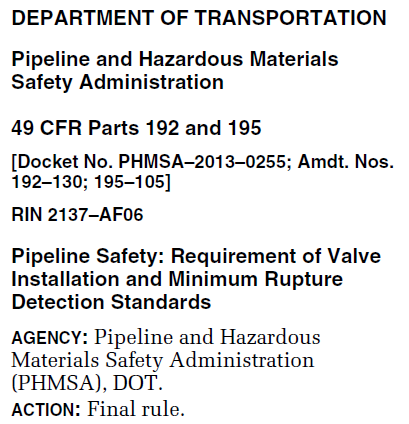 DEPARTMENT OF TRANSPORTATION
Pipeline and Hazardous Materials
Safety Administration
49 CFR Parts 192 and 195
[Docket No. PHMSA–2013–0255; Amdt. Nos.
192–130; 195–105]
RIN 2137–AF06
Pipeline Safety: Requirement of Valve
Installation and Minimum Rupture
Detection Standards
AGENCY: Pipeline and Hazardous
Materials Safety Administration
(PHMSA), DOT.
ACTION: Final rule.